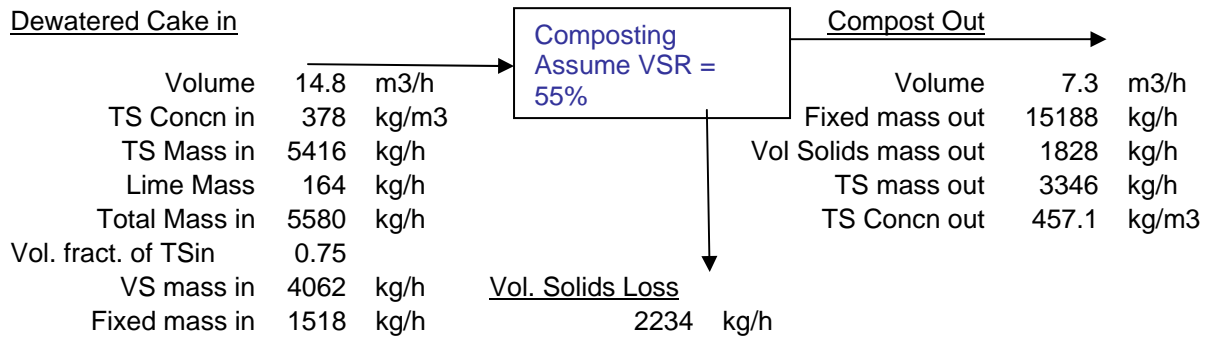 Dewatered Cake in
Volume 14.8 m3/h
TS Concn in 378 kg/m3
TS Mass in 5416 kg/h
Lime Mass 164 kg/h
Total Mass in 5580 kg/h
Vol. fract. of TSin 0.75
VS mass in 4062 kg/h
Fixed mass in 1518 kg/h
Composting
Assume VSR =
55%
Vol. Solids Loss
2234 kg/h
Compost Out
Volume 7.3 m3/h
Fixed mass out 15188 kg/h
Vol Solids mass out 1828 kg/h
TS mass out 3346 kg/h
TS Concn out 457.1 kg/m3